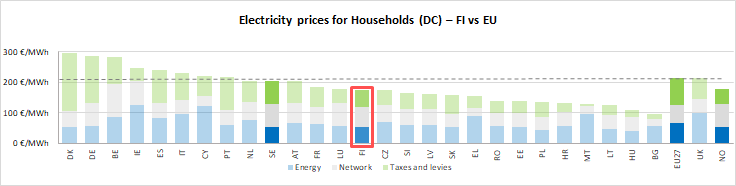 Electricity prices for Households (DC) – FI vs EU
300 €/MWh
200 €/MWh
100 €/MWh
0 €/MWh
DK DE BE IE ES IT CY PT NL SE AT FR LU FI CZ SI LV SK EL RO EE PL HR MT LT HU BG EU27 UK NO
Energy Network Taxes and levies